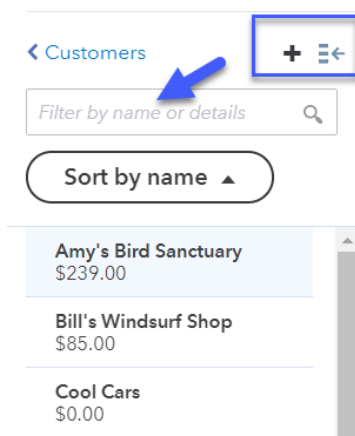 Customers
Filter by name or details
Sort by name
Amy's Bird Sanctuary
$239.00
Bill's Windsurf Shop
$85.00
Cool Cars
$0.00